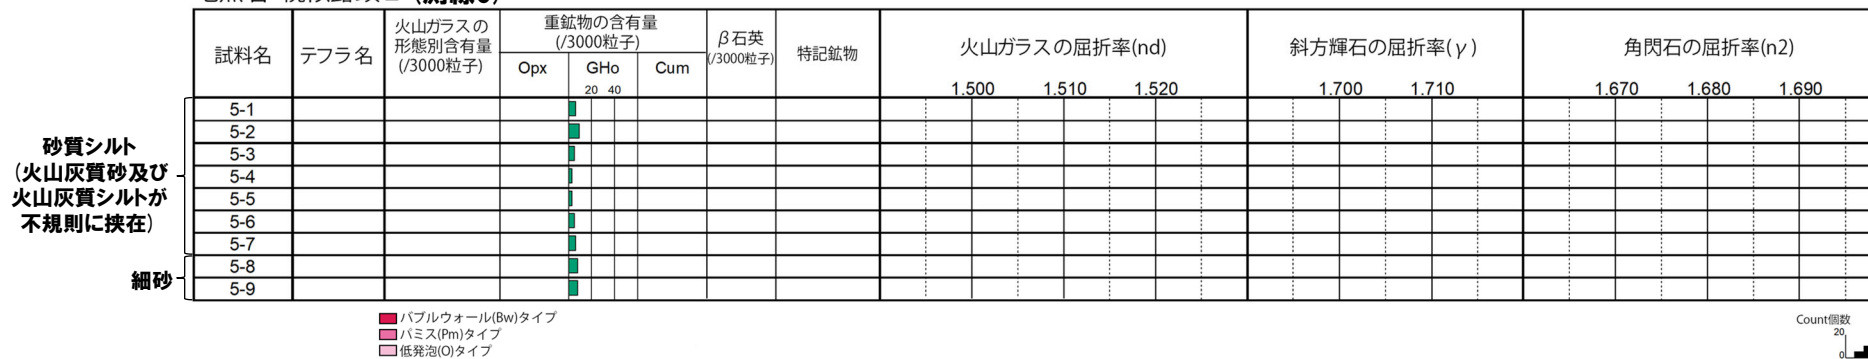 (測線5)
試料名
テフラ名
火山ガラスの
形態別含有量
(/3000粒子)
重鉱物の含有量
(/3000粒子)
Opx
GHo
Cum
20 40
β石英
(/3000粒子)
特記鉱物
火山ガラスの屈折率(nd)
1.500 1.510 1.520
斜方輝石の屈折率(γ)
1.700 1.710
角閃石の屈折率(n2)
1.670 1.680 1.690
5-1
5-2
5-3
5-4
5-5
5-6
5-7
5-8
5-9
砂質シルト
(火山灰質砂及び
火山灰質シルトが
不規則に挟在)
細砂
バブルウォール(Bw)タイプ
パミス(Pm)タイプ
低発泡(O)タイプ
Count個数
20
0